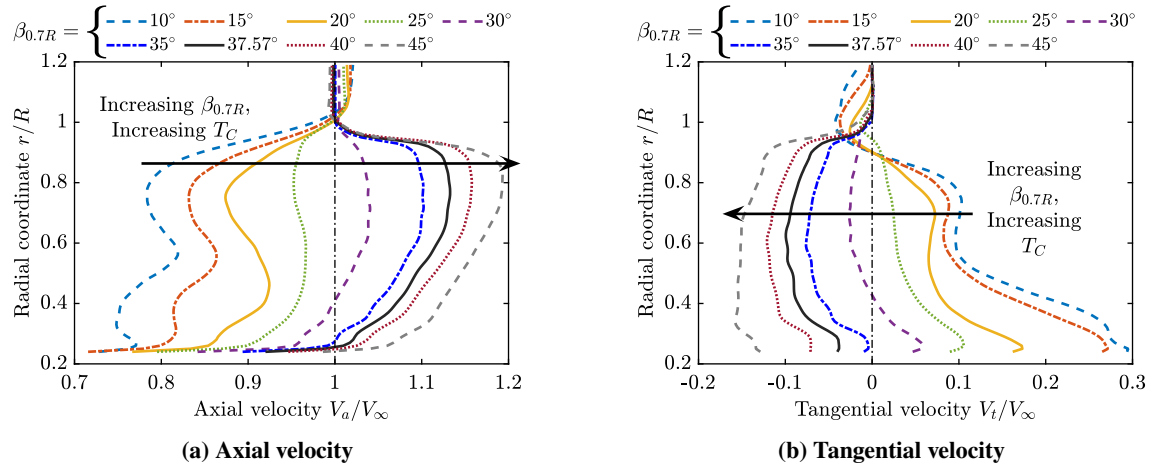 β0.7R = { 10° 15° 20° 25° 30°
35° 37.57° 40° 45°
1.2
1
0.8
0.6
0.4
0.2
Radial coordinate r/R
Increasing β0.7R,
Increasing TC
0.7 0.8 0.9 1 1.1 1.2
Axial velocity Va/V∞
(a) Axial velocity
β0.7R = { 10° 15° 20° 25° 30°
35° 37.57° 40° 45°
1.2
1
0.8
0.6
0.4
0.2
Radial coordinate r/R
Increasing
β0.7R,
Increasing
TC
-0.2 -0.1 0 0.1 0.2 0.3
Tangential velocity Vt/V∞
(b) Tangential velocity